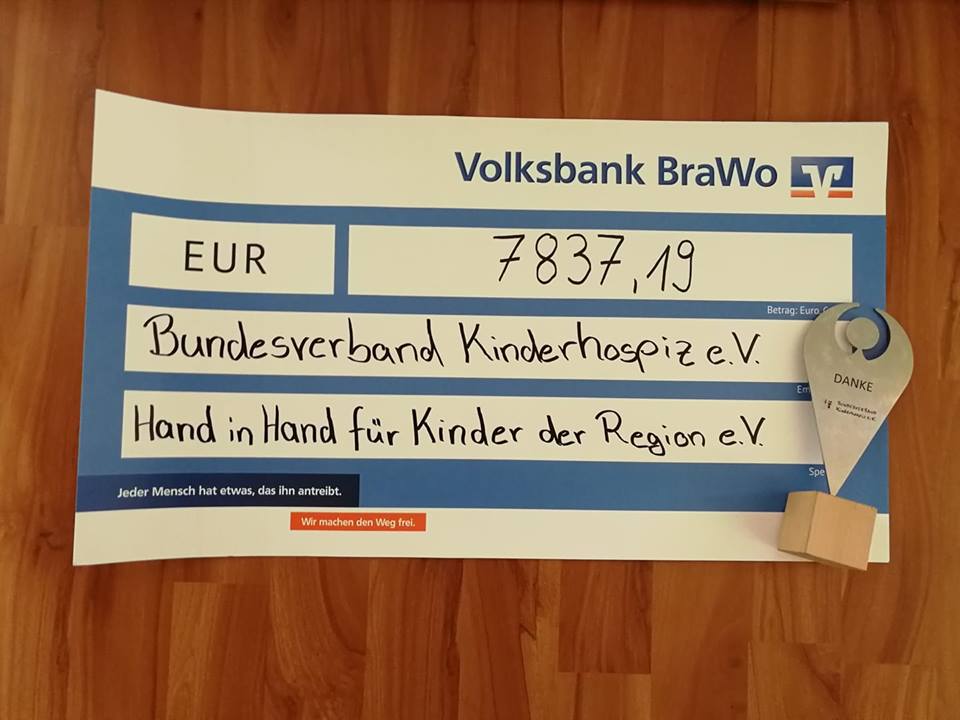 Volksbank BraWo
EUR
7837,19
Betrag: Euro
Bundesverband Kinderhospiz e.V.
Hand in Hand für Kinder der Region e.V.
DANKE
Jeder Mensch hat etwas, das ihn antreibt.
Wir machen den Weg frei.